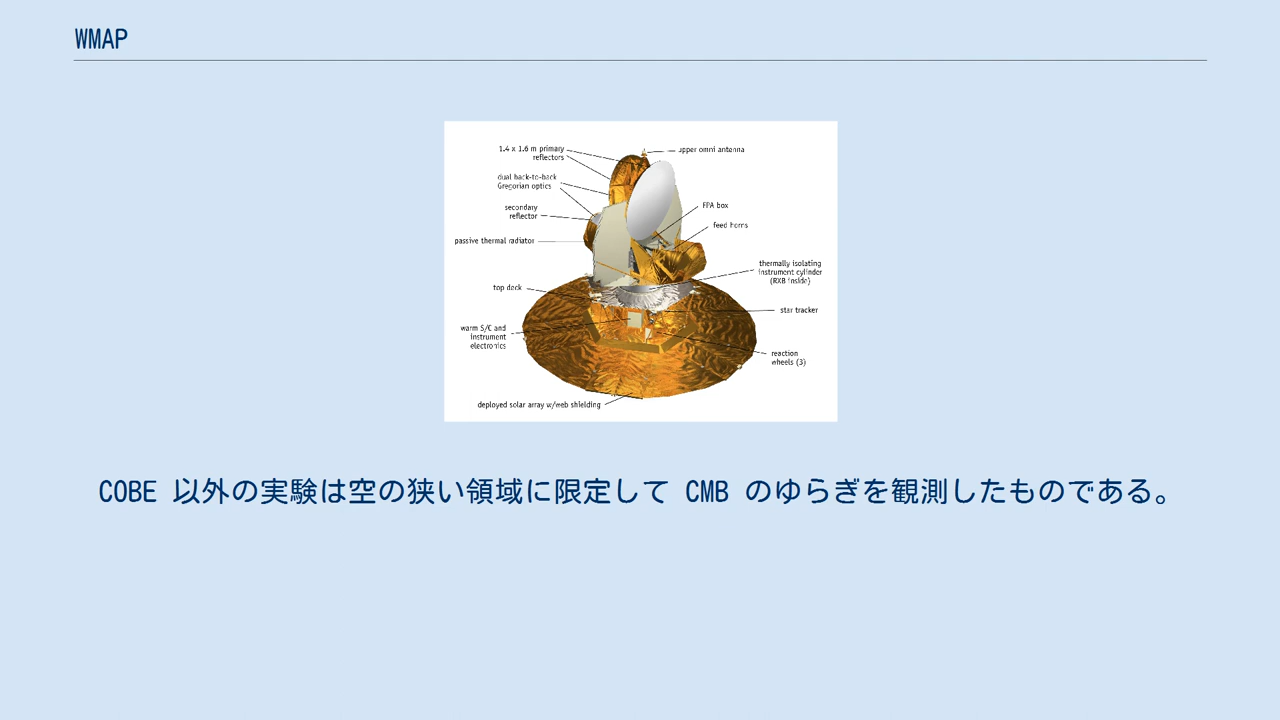 WMAP
1.4 x 1.6 m primary
reflectors
upper omni antenna
dual back-to-back
Gregorian optics
secondary
reflector
FPA box
feed horns
passive thermal radiator
thermally isolating
instrument cylinder
(RXB inside)
top deck
star tracker
warm S/C and
instrument
electronics
reaction
wheels (3)
deployed solar array w/web shielding
COBE 以外の実験は空の狭い領域に限定して CMB のゆらぎを観測したものである。